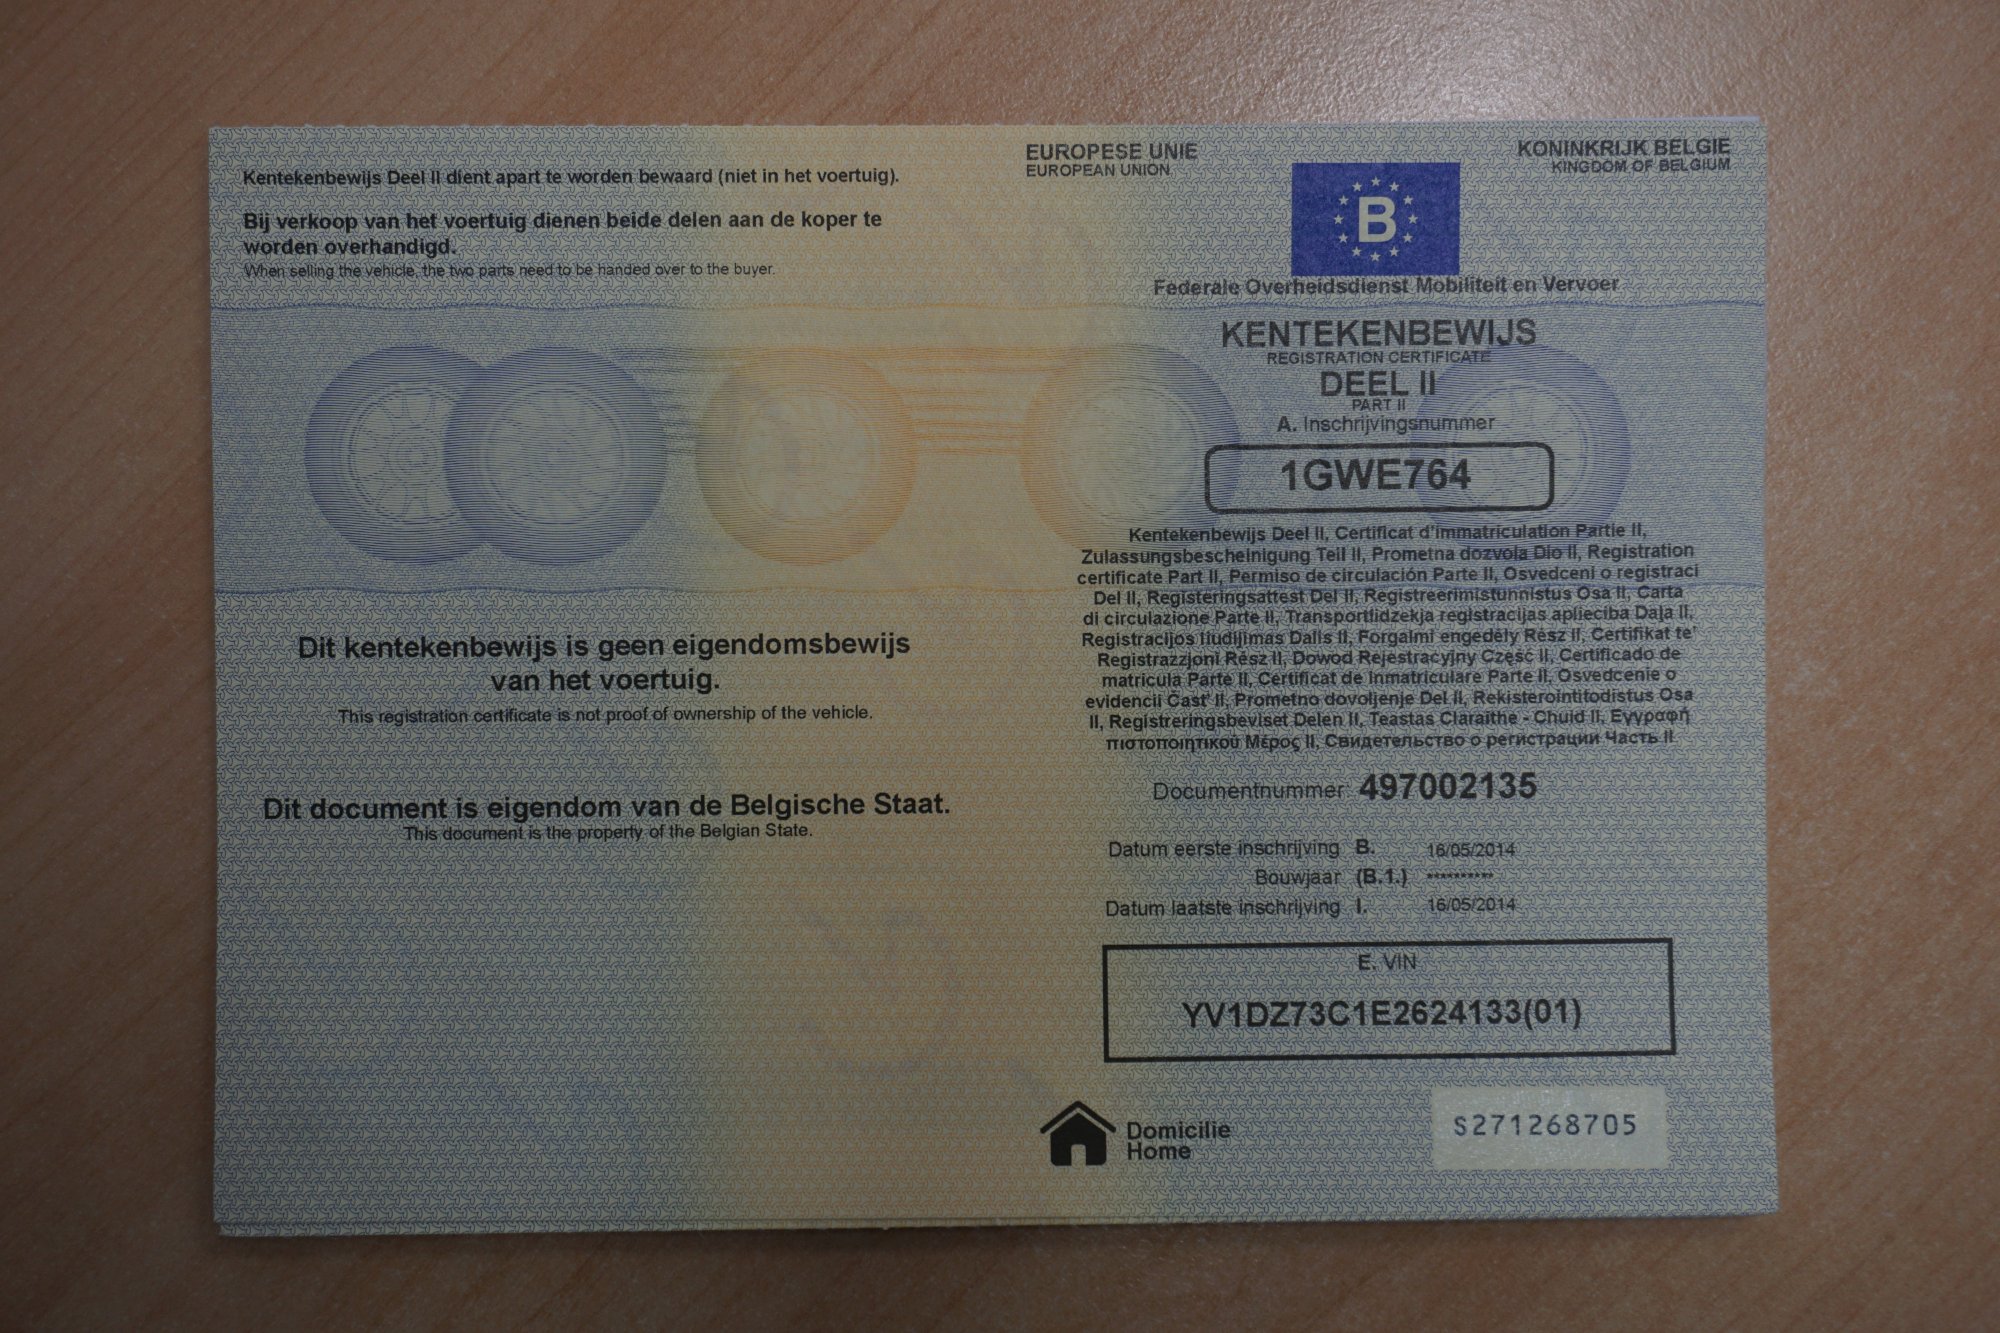 Kentekenbewijs Deel II dient apart te worden bewaard (niet in het voertuig).
Bij verkoop van het voertuig dienen beide delen aan de koper te
worden overhandigd.
When selling the vehicle, the two parts need to be handed over to the buyer.
Dit kentekenbewijs is geen eigendomsbewijs
van het voertuig.
This registration certificate is not proof of ownership of the vehicle.
Dit document is eigendom van de Belgische Staat.
This document is the property of the Belgian State.
EUROPESE UNIE
EUROPEAN UNION
KONINKRIJK BELGIE
KINGDOM OF BELGIUM
B
Federale Overheidsdienst Mobiliteit en Vervoer
KENTEKENBEWIJS
REGISTRATION CERTIFICATE
DEEL II
PART II
A. Inschrijvingsnummer
1GWE764
Kentekenbewijs Deel II, Certificat d'immatriculation Partie II,
Zulassungsbescheinigung Teil II, Prometna dozvola Dio II, Registration
certificate Part II, Permiso de circulación Parte II, Osvedceni o registraci
Del II, Registeringsattest Del II, Registreerimistunnistus Osa II, Carta
di circulazione Parte II, Transportlidzekja registracijas aplieciba Daļa II,
Registracijos liudijimas Dalis II, Forgalmi engedély Rész II, Certifikat te'
Registrazzjoni Rész II, Dowod Rejestracyjny Część II, Certificado de
matricula Parte II, Certificat de Inmatriculare Parte II, Osvedcenie o
evidencii Časť II, Prometno dovoljenje Del II, Rekisterointitodistus Osa
II, Registreringsbeviset Delen II, Teastas Claraithe - Chuid II, Εγγραφή
πιστοποιητικού Μέρος II, Свидетельство о регистрации Часть II
Documentnummer 497002135
Datum eerste inschrijving B. 16/05/2014
Bouwjaar (B.1.) **********
Datum laatste inschrijving I. 16/05/2014
E. VIN
YV1DZ73C1E2624133(01)
Domicilie
Home
S271268705